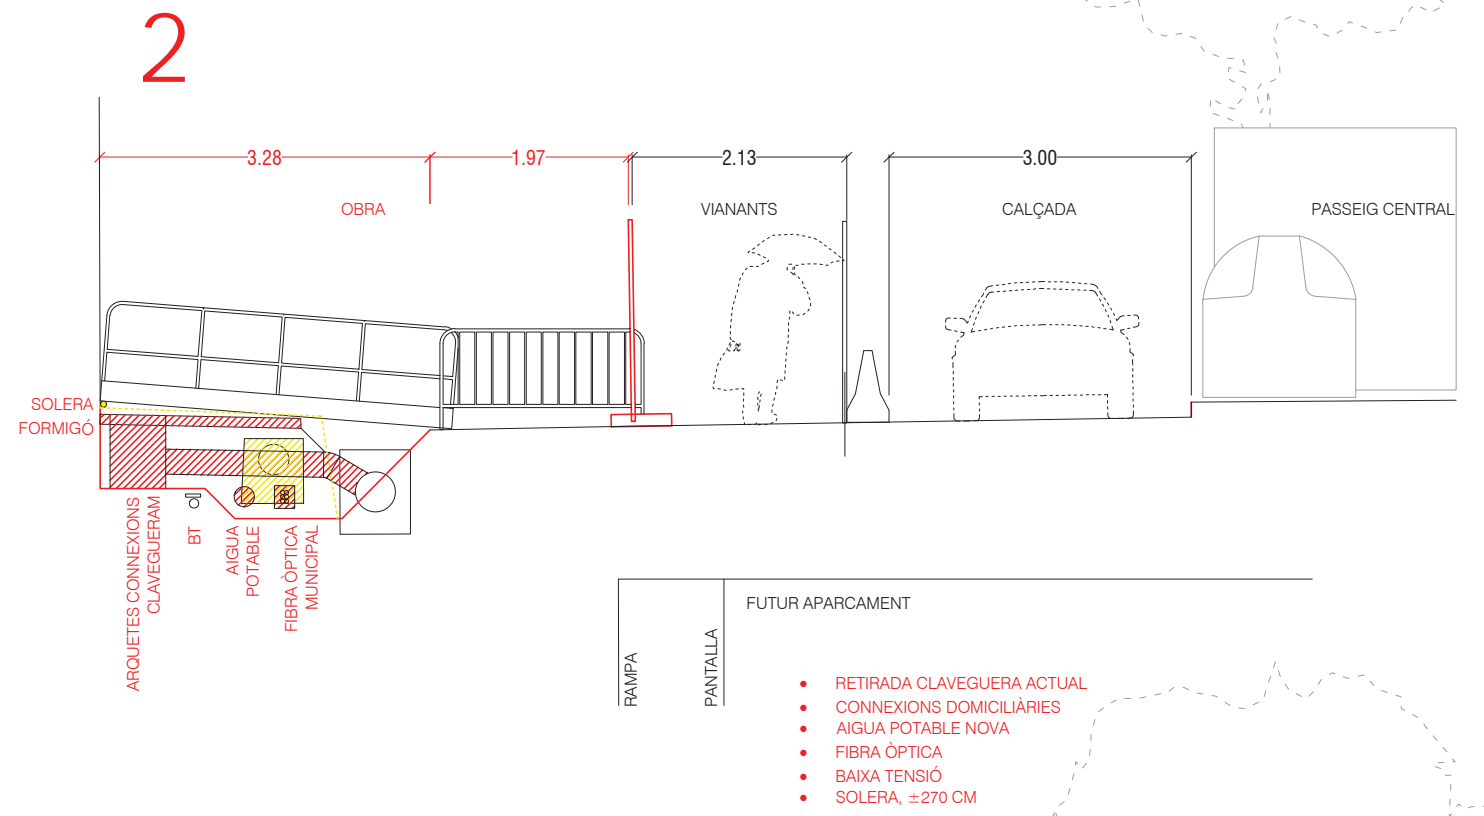 2
3.28
1.97
2.13
3.00
OBRA
VIANANTS
CALÇADA
PASSEIG CENTRAL
SOLERA
FORMIGÓ
ARQUETES CONNEXIONS
CLAVEGUERAM
BT
AIGUA
POTABLE
FIBRA ÒPTICA
MUNICIPAL
FUTUR APARCAMENT
RAMPA
PANTALLA
• RETIRADA CLAVEGUERA ACTUAL
• CONNEXIONS DOMICILIÀRIES
• AIGUA POTABLE NOVA
• FIBRA ÒPTICA
• BAIXA TENSIÓ
• SOLERA, ±270 CM